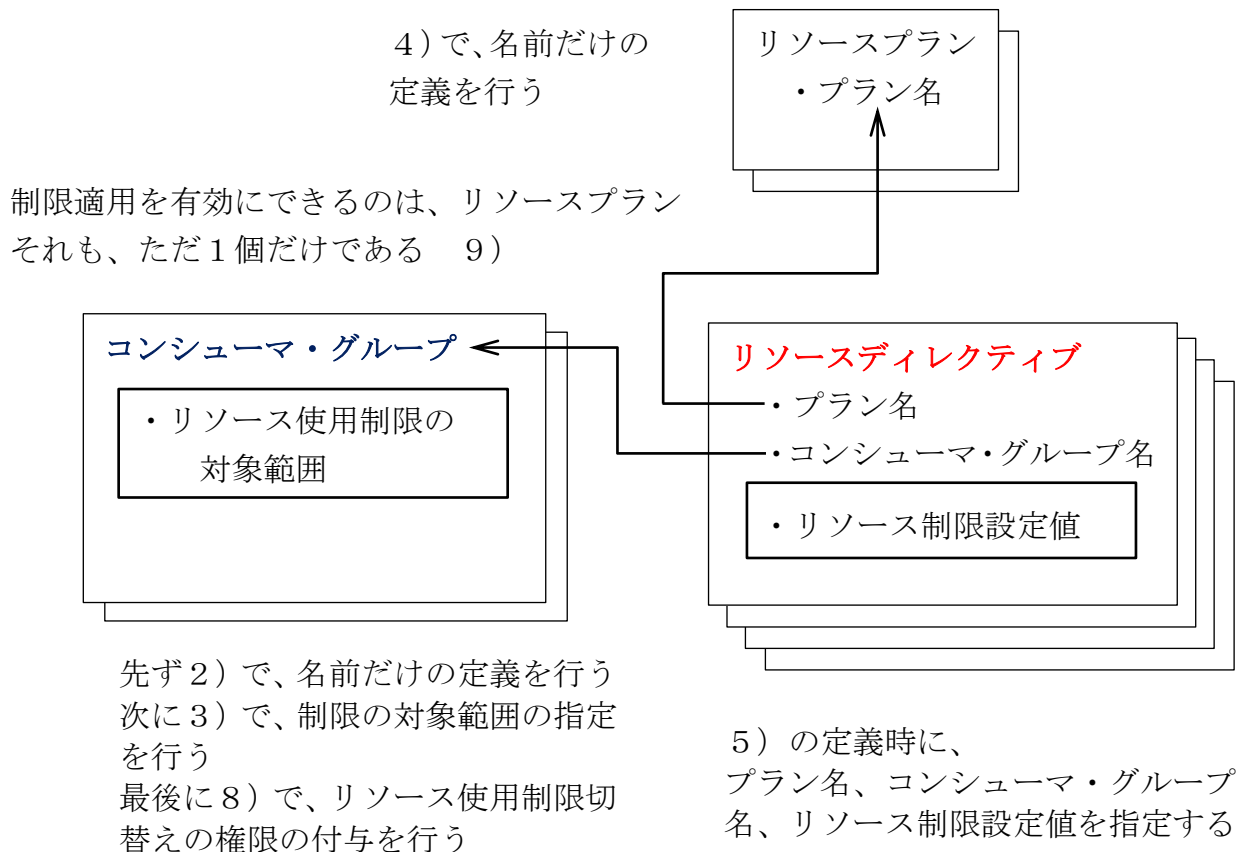 4)で、名前だけの
定義を行う
リソースプラン
・プラン名
制限適用を有効にできるのは、リソースプラン
それも、ただ1個だけである 9)
コンシューマ・グループ
・リソース使用制限の
対象範囲
先ず2)で、名前だけの定義を行う
次に3)で、制限の対象範囲の指定
を行う
最後に8)で、リソース使用制限切
替えの権限の付与を行う
リソースディレクティブ
・プラン名
・コンシューマ・グループ名
・リソース制限設定値
5)の定義時に、
プラン名、コンシューマ・グループ
名、リソース制限設定値を指定する